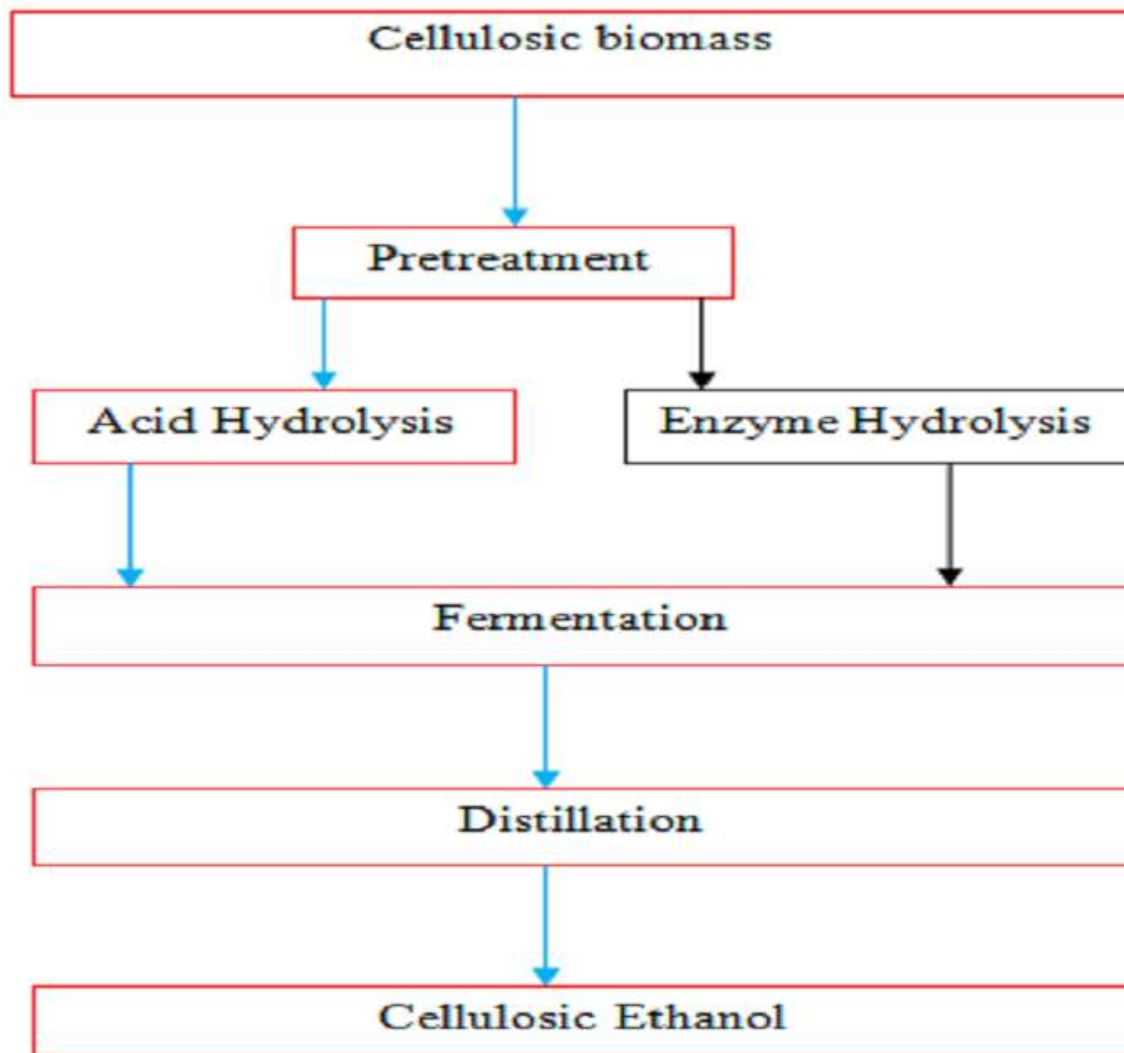 Cellulosic biomass
Pretreatment
Acid Hydrolysis
Enzyme Hydrolysis
Fermentation
Distillation
Cellulosic Ethanol